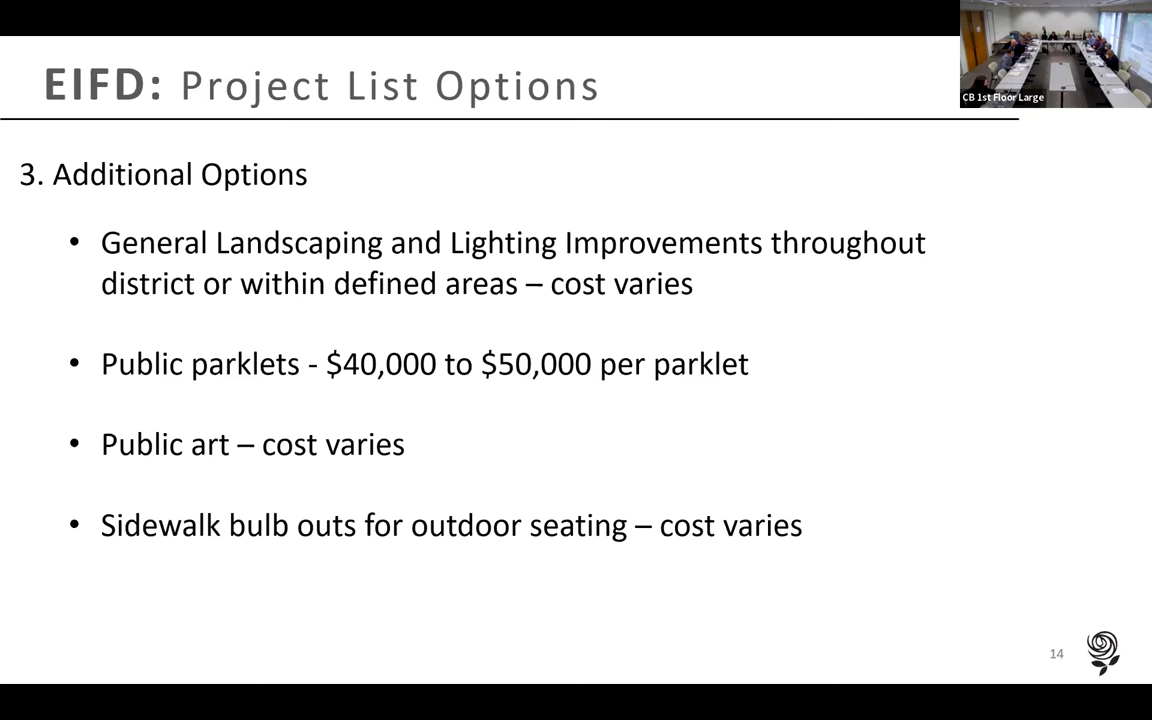 EIFD: Project List Options
CB 1st Floor Large
3. Additional Options
• General Landscaping and Lighting Improvements throughout
district or within defined areas – cost varies
• Public parklets - $40,000 to $50,000 per parklet
• Public art – cost varies
• Sidewalk bulb outs for outdoor seating – cost varies
14